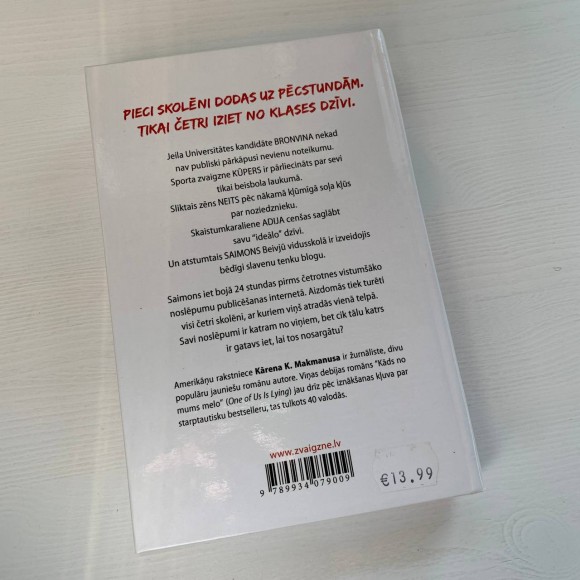 PIECI SKOLĒNI DODAS UZ PĒCSTUNDĀM.
TIKAI ČETRI IZIET NO KLASES DZĪVI.
Jeila Universitātes kandidāte BRONVINA nekad
nav publiski pārkāpusi nevienu noteikumu.
Sporta zvaigzne KŪPERS ir pārliecināts par sevi
tikai beisbola laukumā.
Sliktais zēns NEITS pēc nākamā kļūmīgā soļa kļūs
par noziedznieku.
Skaistumkaraliene ADIJA cenšas saglābt
savu "ideālo" dzīvi.
Un atstumtais SAIMONS Beivjū vidusskolā ir izveidojis
bēdīgi slavenu tenku blogu.
Saimons iet bojā 24 stundas pirms četrotnes vistumšāko
noslēpumu publicēšanas internetā. Aizdomās tiek turēti
visi četri skolēni, ar kuriem viņš atradās vienā telpā.
Savi noslēpumi ir katram no viņiem, bet cik tālu katrs
ir gatavs iet, lai tos nosargātu?
Amerikāņu rakstniece Kārena K. Makmanusa ir žurnāliste, divu
populāru jauniešu romānu autore. Viņas debijas romāns "Kāds no
mums melo" (One of Us Is Lying) jau drīz pēc iznākšanas kļuva par
starptautisku bestselleru, tas tulkots 40 valodās.
www.zvaigzne.lv
9 789934 079009
€13.99